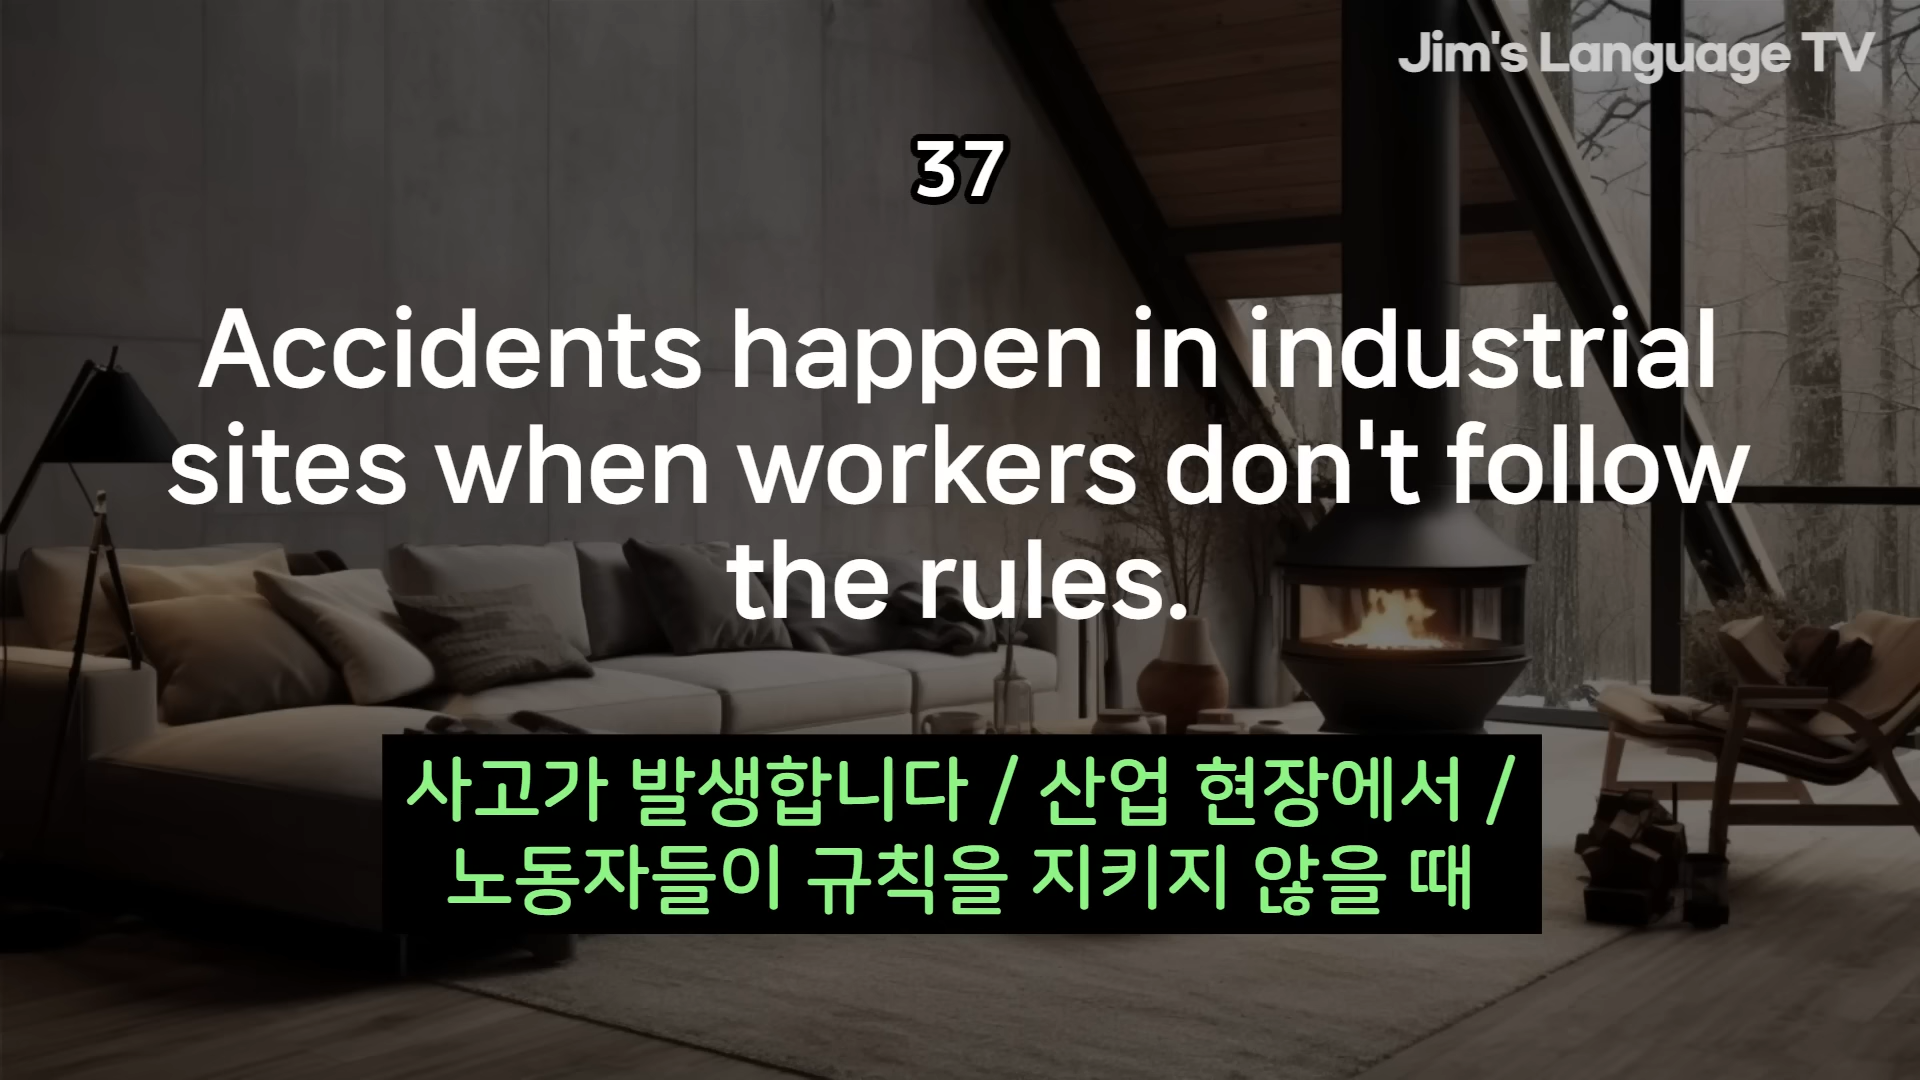 Jim's Language TV
37
Accidents happen in industrial
sites when workers don't follow
the rules.
사고가 발생합니다 / 산업 현장에서 /
노동자들이 규칙을 지키지 않을 때